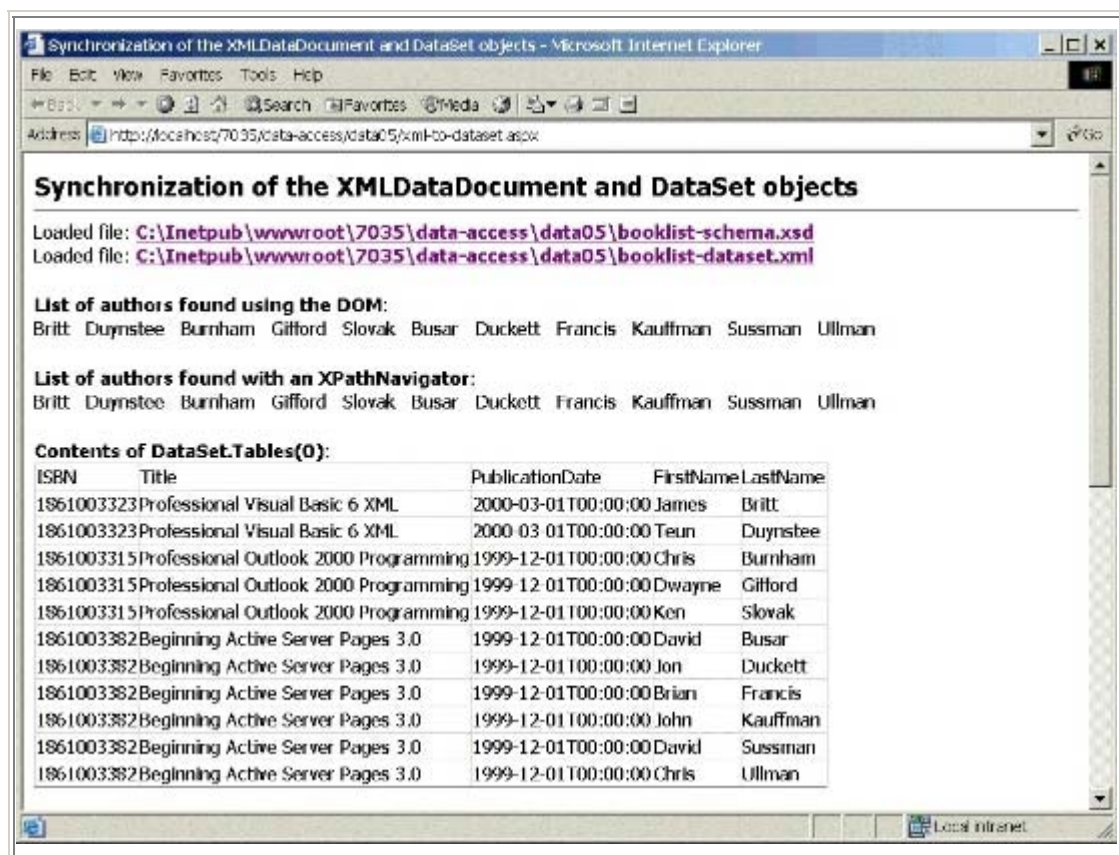 Synchronization of the XMLDataDocument and DataSet objects - Microsoft Internet Explorer
File Edit View Favorites Tools Help
Back Search Favorites Media
Address http://localhost/7035/data-access/data05/xml-to-dataset.aspx Go
Synchronization of the XMLDataDocument and DataSet objects
Loaded file: C:\Inetpub\wwwroot\7035\data-access\data05\booklist-schema.xsd
Loaded file: C:\Inetpub\wwwroot\7035\data-access\data05\booklist-dataset.xml
List of authors found using the DOM:
Britt Duynstee Burnham Gifford Slovak Busar Duckett Francis Kauffman Sussman Ullman
List of authors found with an XPathNavigator:
Britt Duynstee Burnham Gifford Slovak Busar Duckett Francis Kauffman Sussman Ullman
Contents of DataSet.Tables(0):
ISBN Title PublicationDate FirstName LastName
1861003323 Professional Visual Basic 6 XML 2000-03-01T00:00:00 James Britt
1861003323 Professional Visual Basic 6 XML 2000-03-01T00:00:00 Teun Duynstee
1861003315 Professional Outlook 2000 Programming 1999-12-01T00:00:00 Chris Burnham
1861003315 Professional Outlook 2000 Programming 1999-12-01T00:00:00 Dwayne Gifford
1861003315 Professional Outlook 2000 Programming 1999-12-01T00:00:00 Ken Slovak
1861003382 Beginning Active Server Pages 3.0 1999-12-01T00:00:00 David Busar
1861003382 Beginning Active Server Pages 3.0 1999-12-01T00:00:00 Jon Duckett
1861003382 Beginning Active Server Pages 3.0 1999-12-01T00:00:00 Brian Francis
1861003382 Beginning Active Server Pages 3.0 1999-12-01T00:00:00 John Kauffman
1861003382 Beginning Active Server Pages 3.0 1999-12-01T00:00:00 David Sussman
1861003382 Beginning Active Server Pages 3.0 1999-12-01T00:00:00 Chris Ullman
Local intranet